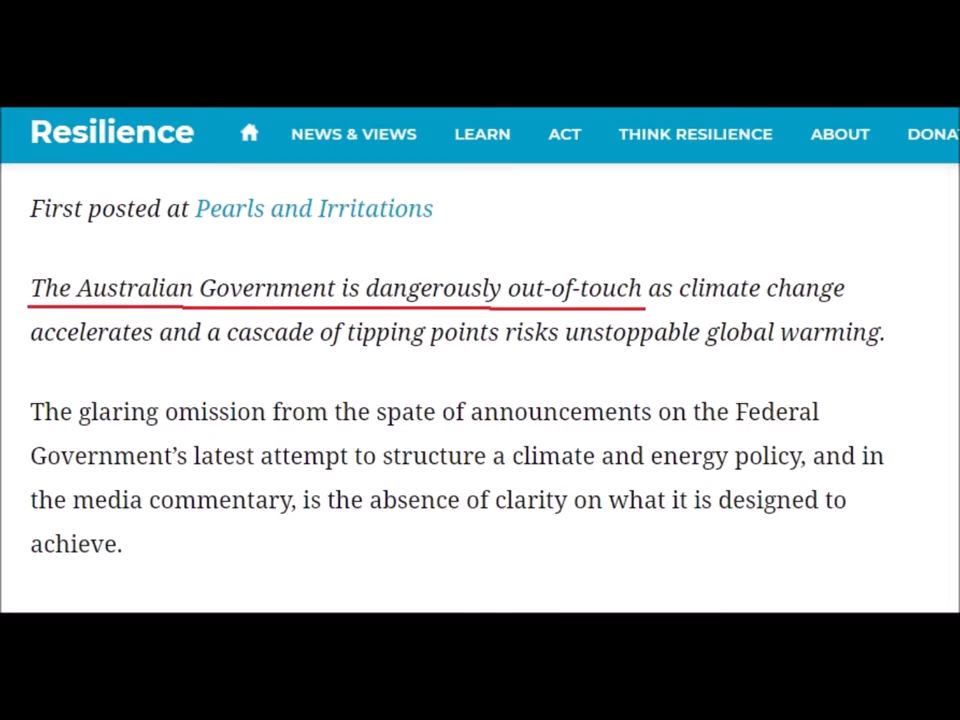 Resilience NEWS & VIEWS LEARN ACT THINK RESILIENCE ABOUT DONA
First posted at Pearls and Irritations
The Australian Government is dangerously out-of-touch as climate change
accelerates and a cascade of tipping points risks unstoppable global warming.
The glaring omission from the spate of announcements on the Federal
Government’s latest attempt to structure a climate and energy policy, and in
the media commentary, is the absence of clarity on what it is designed to
achieve.